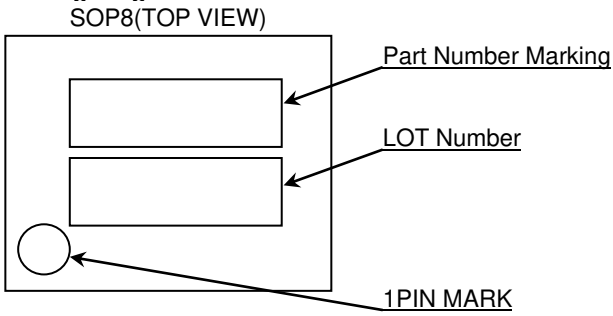 SOP8(TOP VIEW)
Part Number Marking
LOT Number
1PIN MARK